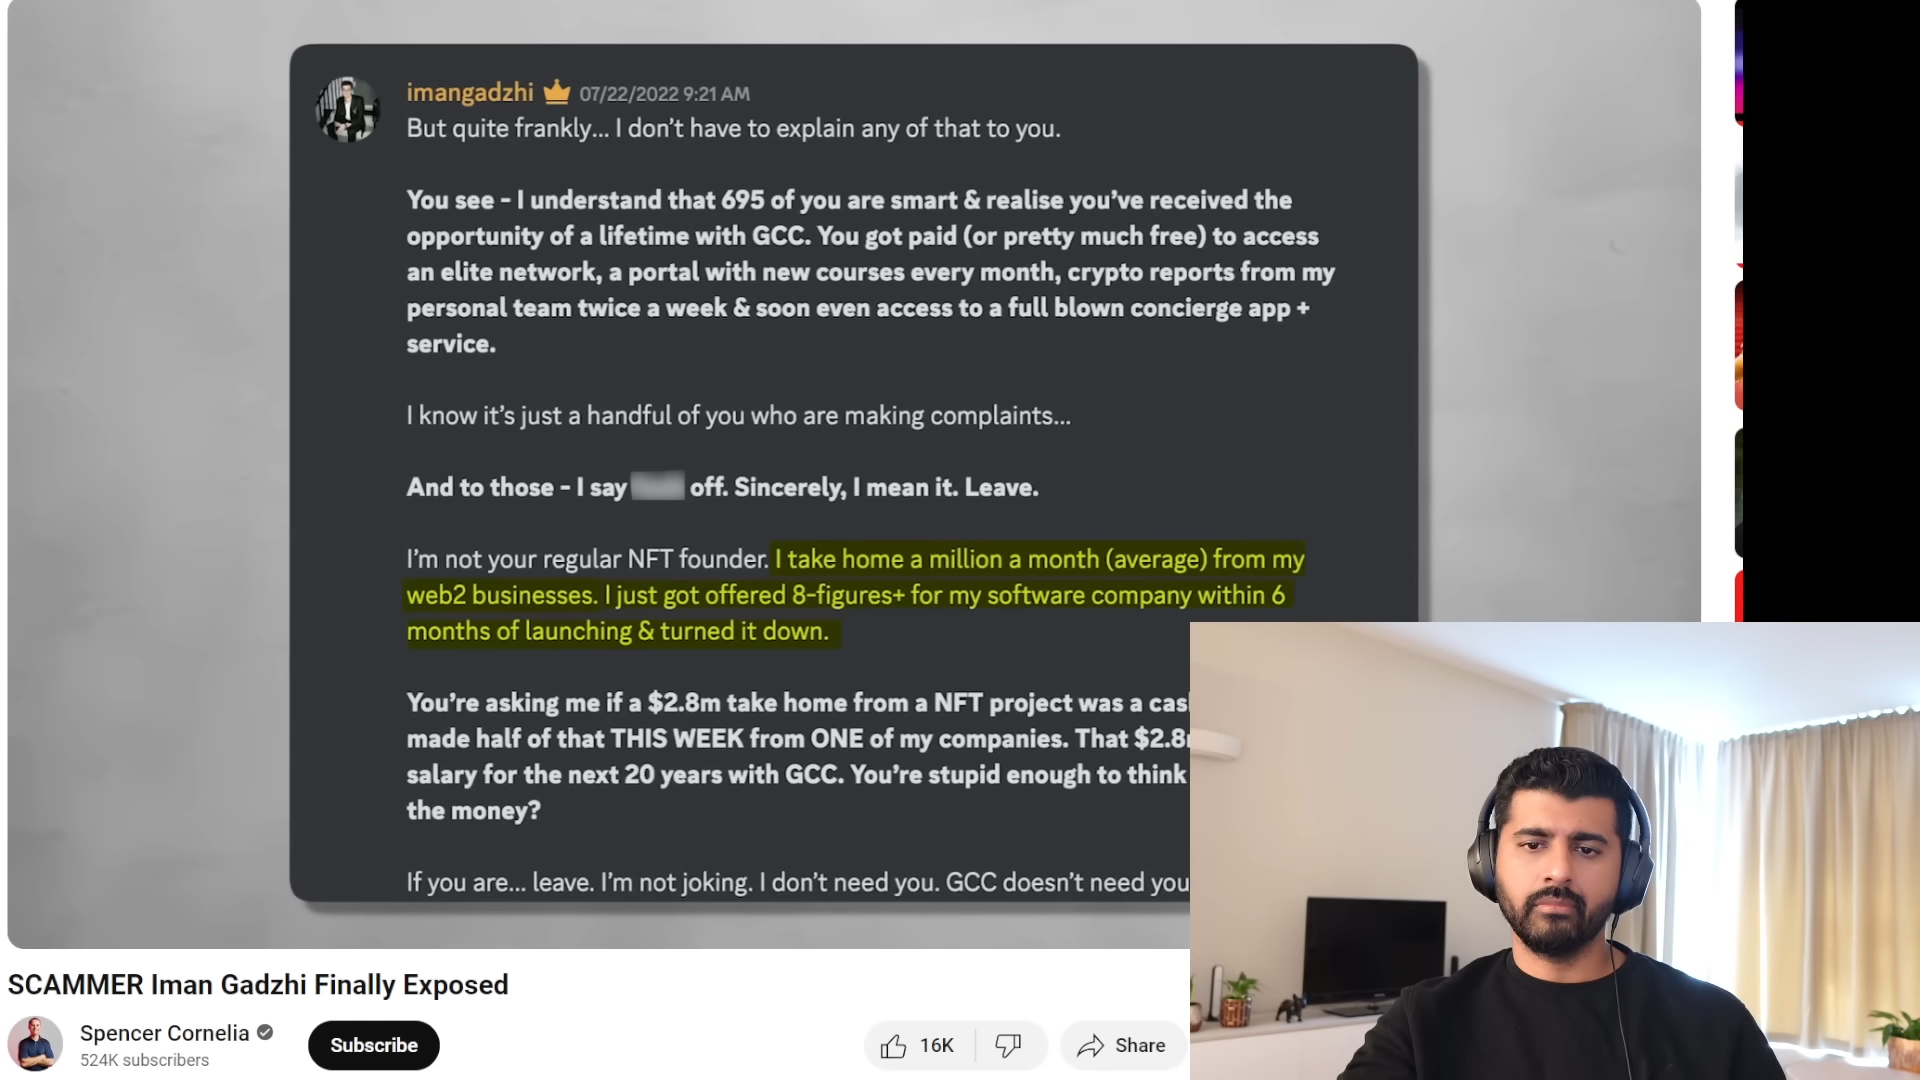 imangadzhi 07/22/2022 9:21 AM
But quite frankly... I don't have to explain any of that to you.
You see - I understand that 695 of you are smart & realise you've received the
opportunity of a lifetime with GCC. You got paid (or pretty much free) to access
an elite network, a portal with new courses every month, crypto reports from my
personal team twice a week & soon even access to a full blown concierge app +
service.
I know it's just a handful of you who are making complaints...
And to those - I say off. Sincerely, I mean it. Leave.
I'm not your regular NFT founder. I take home a million a month (average) from my
web2 businesses. I just got offered 8-figures+ for my software company within 6
months of launching & turned it down.
You're asking me if a $2.8m take home from a NFT project was a
made half of that THIS WEEK from ONE of my companies. That
salary for the next 20 years with GCC. You're stupid enough to think
the money?
If you are... leave. I'm not joking. I don't need you. GCC doesn't need you
SCAMMER Iman Gadzhi Finally Exposed
Spencer Cornelia
524K subscribers
Subscribe
16K
Share